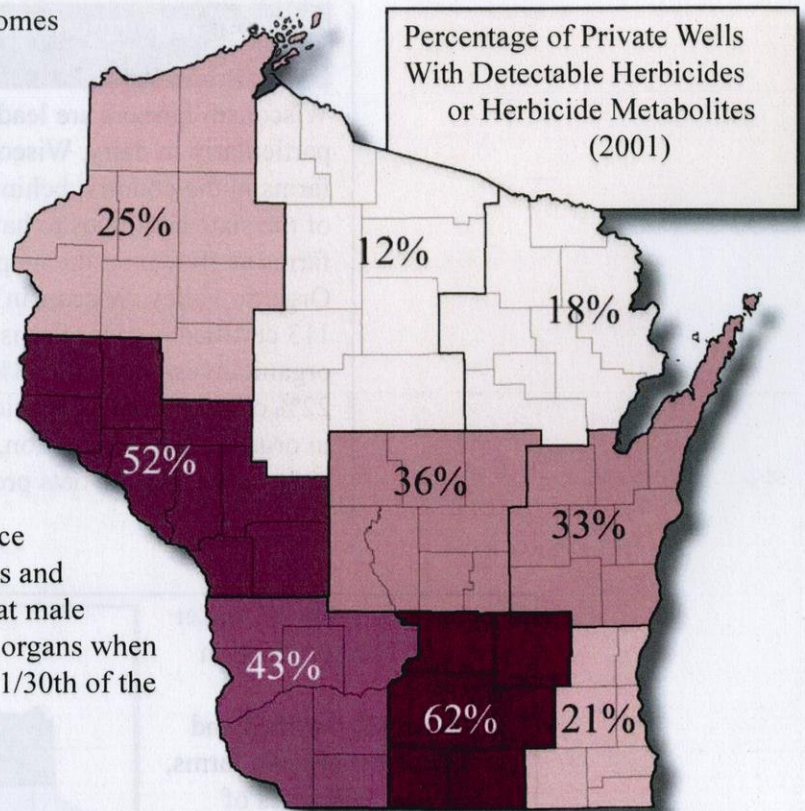 omes
Percentage of Private Wells
With Detectable Herbicides
or Herbicide Metabolites
(2001)
25%
12%
18%
52%
36%
33%
ce
s and
at male
organs when
1/30th of the
43%
62%
21%